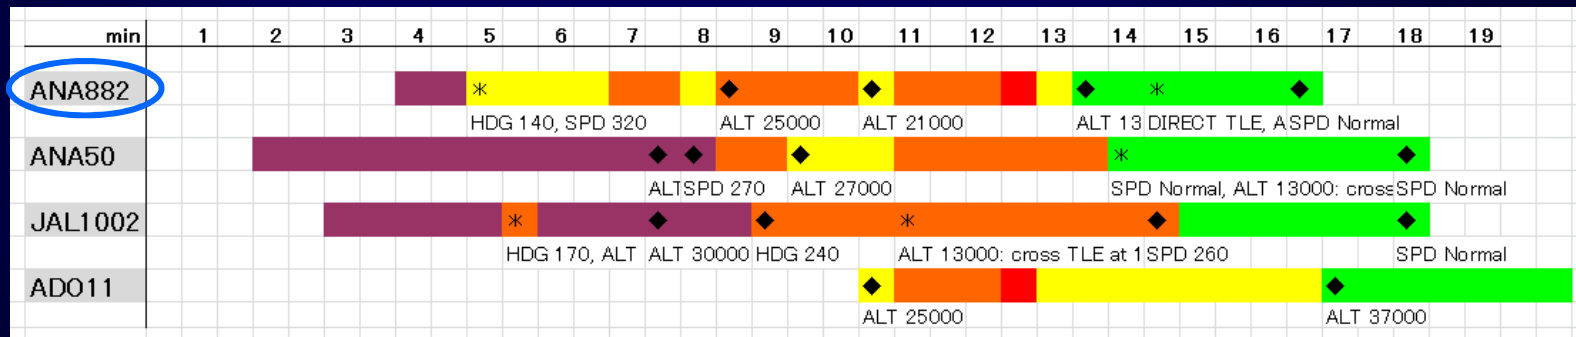 min 1 2 3 4 5 6 7 8 9 10 11 12 13 14 15 16 17 18 19
ANA882
HDG 140, SPD 320 ALT 25000 ALT 21000 ALT 13 DIRECT TLE, A SPD Normal
ANA50
ALT SPD 270 ALT 27000 SPD Normal, ALT 13000: cross SPD Normal
JAL1002
HDG 170, ALT ALT 30000 HDG 240 ALT 13000: cross TLE at 1 SPD 260 SPD Normal
ADO11
ALT 25000 ALT 37000